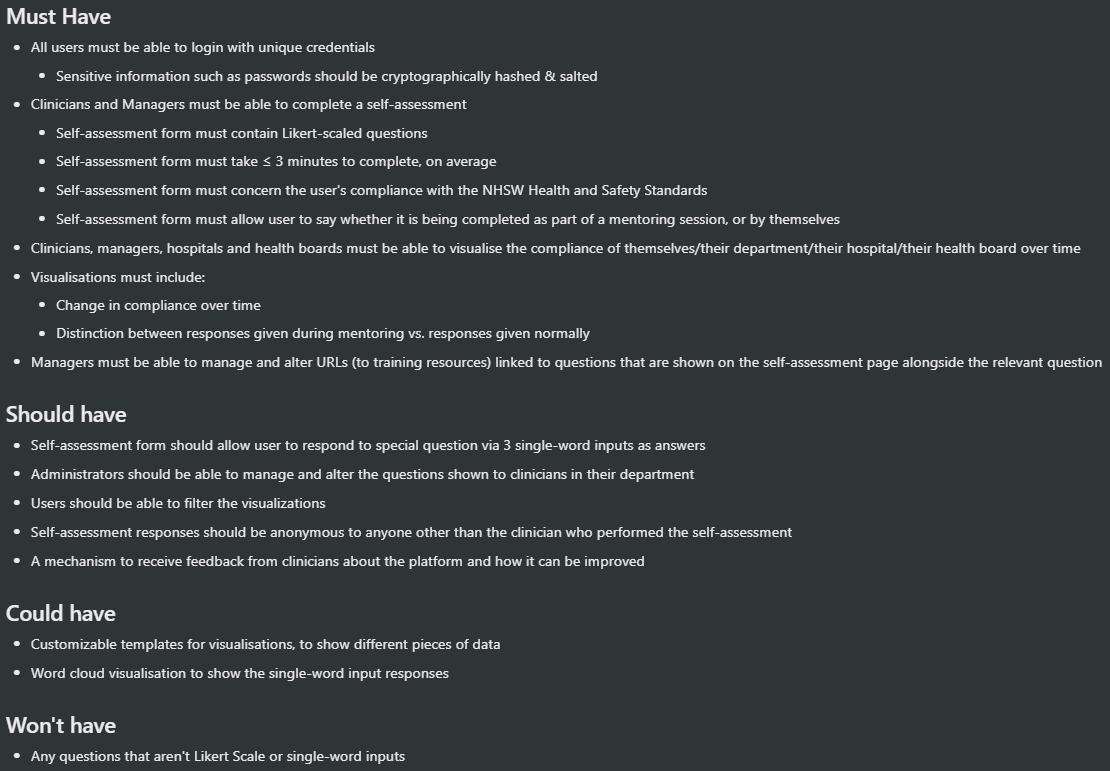 Must Have
• All users must be able to login with unique credentials
• Sensitive information such as passwords should be cryptographically hashed & salted
• Clinicians and Managers must be able to complete a self-assessment
• Self-assessment form must contain Likert-scaled questions
• Self-assessment form must take ≤ 3 minutes to complete, on average
• Self-assessment form must concern the user's compliance with the NHSW Health and Safety Standards
• Self-assessment form must allow user to say whether it is being completed as part of a mentoring session, or by themselves
• Clinicians, managers, hospitals and health boards must be able to visualise the compliance of themselves/their department/their hospital/their health board over time
• Visualisations must include:
• Change in compliance over time
• Distinction between responses given during mentoring vs. responses given normally
• Managers must be able to manage and alter URLs (to training resources) linked to questions that are shown on the self-assessment page alongside the relevant question
Should have
• Self-assessment form should allow user to respond to special question via 3 single-word inputs as answers
• Administrators should be able to manage and alter the questions shown to clinicians in their department
• Users should be able to filter the visualizations
• Self-assessment responses should be anonymous to anyone other than the clinician who performed the self-assessment
• A mechanism to receive feedback from clinicians about the platform and how it can be improved
Could have
• Customizable templates for visualisations, to show different pieces of data
• Word cloud visualisation to show the single-word input responses
Won't have
• Any questions that aren't Likert Scale or single-word inputs